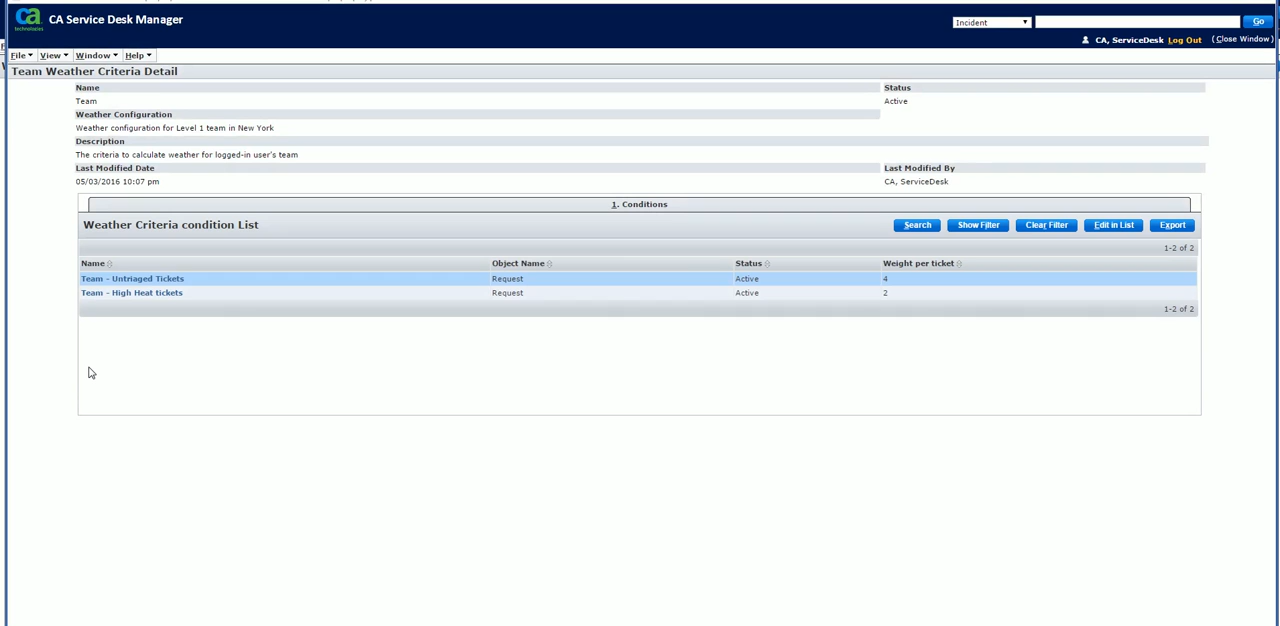 ca technologies
CA Service Desk Manager
Incident
Go
CA, ServiceDesk Log Out (Close Window)
File View Window Help
Team Weather Criteria Detail
Name Status
Team Active
Weather Configuration
Weather configuration for Level 1 team in New York
Description
The criteria to calculate weather for logged-in user's team
Last Modified Date Last Modified By
05/03/2016 10:07 pm CA, ServiceDesk
1. Conditions
Weather Criteria condition List Search Show Filter Clear Filter Edit in List Export
1-2 of 2
Name Object Name Status Weight per ticket
Team - Untriaged Tickets Request Active 4
Team - High Heat tickets Request Active 2
1-2 of 2